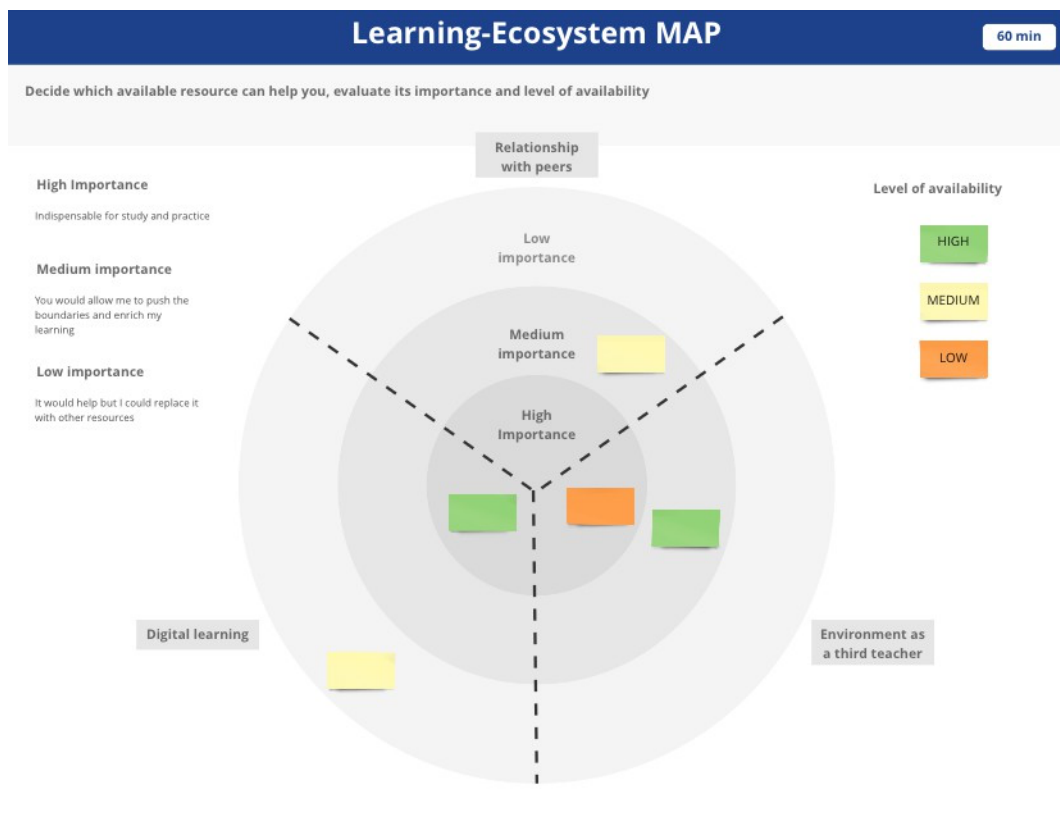 Learning-Ecosystem MAP
60 min
Decide which available resource can help you, evaluate its importance and level of availability
Relationship
with peers
High Importance
Indispensable for study and practice
Medium importance
You would allow me to push the
boundaries and enrich my
learning
Low importance
It would help but I could replace it
with other resources
Low
importance
Medium
importance
High
Importance
Level of availability
HIGH
MEDIUM
LOW
Digital learning
Environment as
a third teacher